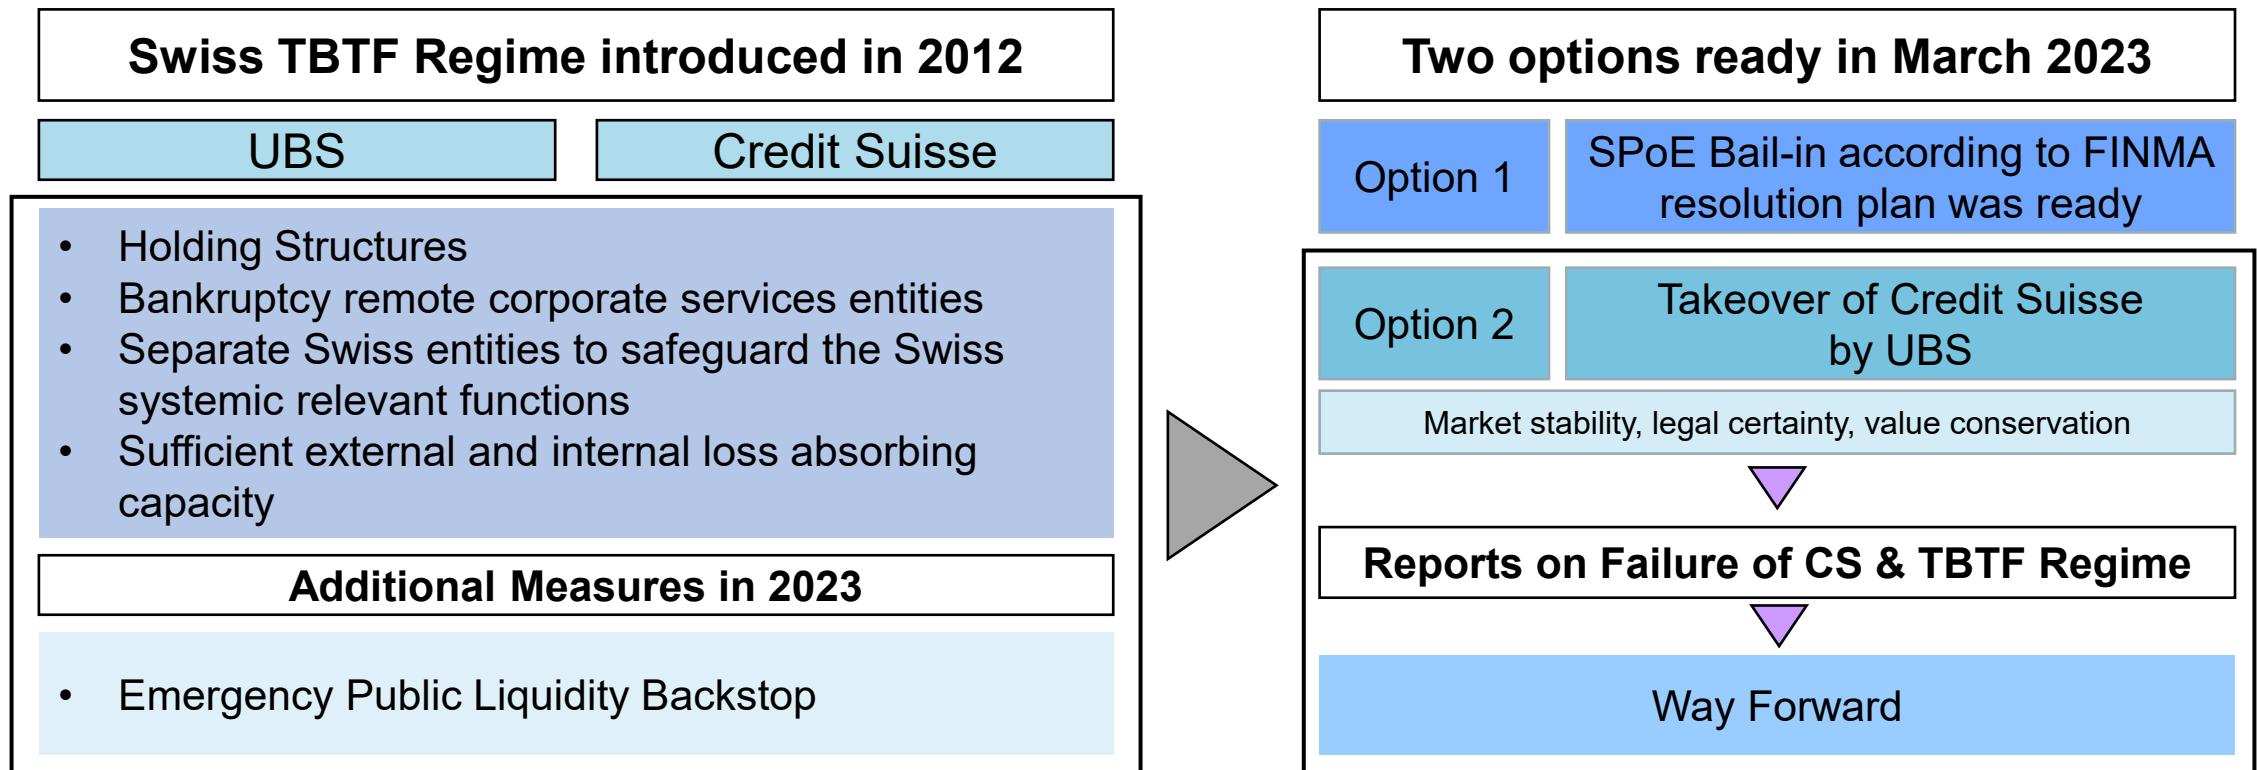 Swiss TBTF Regime introduced in 2012
UBS
Credit Suisse
• Holding Structures
• Bankruptcy remote corporate services entities
• Separate Swiss entities to safeguard the Swiss
systemic relevant functions
• Sufficient external and internal loss absorbing
capacity
Additional Measures in 2023
• Emergency Public Liquidity Backstop
Two options ready in March 2023
Option 1
SPoE Bail-in according to FINMA
resolution plan was ready
Option 2
Takeover of Credit Suisse
by UBS
Market stability, legal certainty, value conservation
Reports on Failure of CS & TBTF Regime
Way Forward